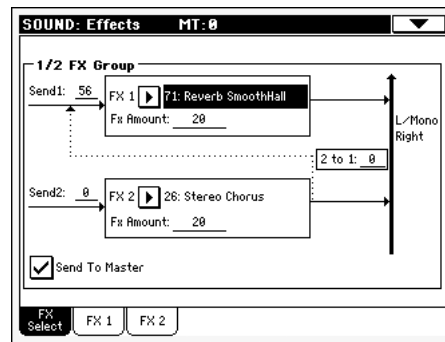 SOUND: Effects MT:0
1/2 FX Group
Send1: 56
FX 1 71: Reverb SmoothHall
Fx Amount: 20
L/Mono
Right
2 to 1: 0
Send2: 0
FX 2 26: Stereo Chorus
Fx Amount: 20
Send To Master
FX
Select
FX 1
FX 2